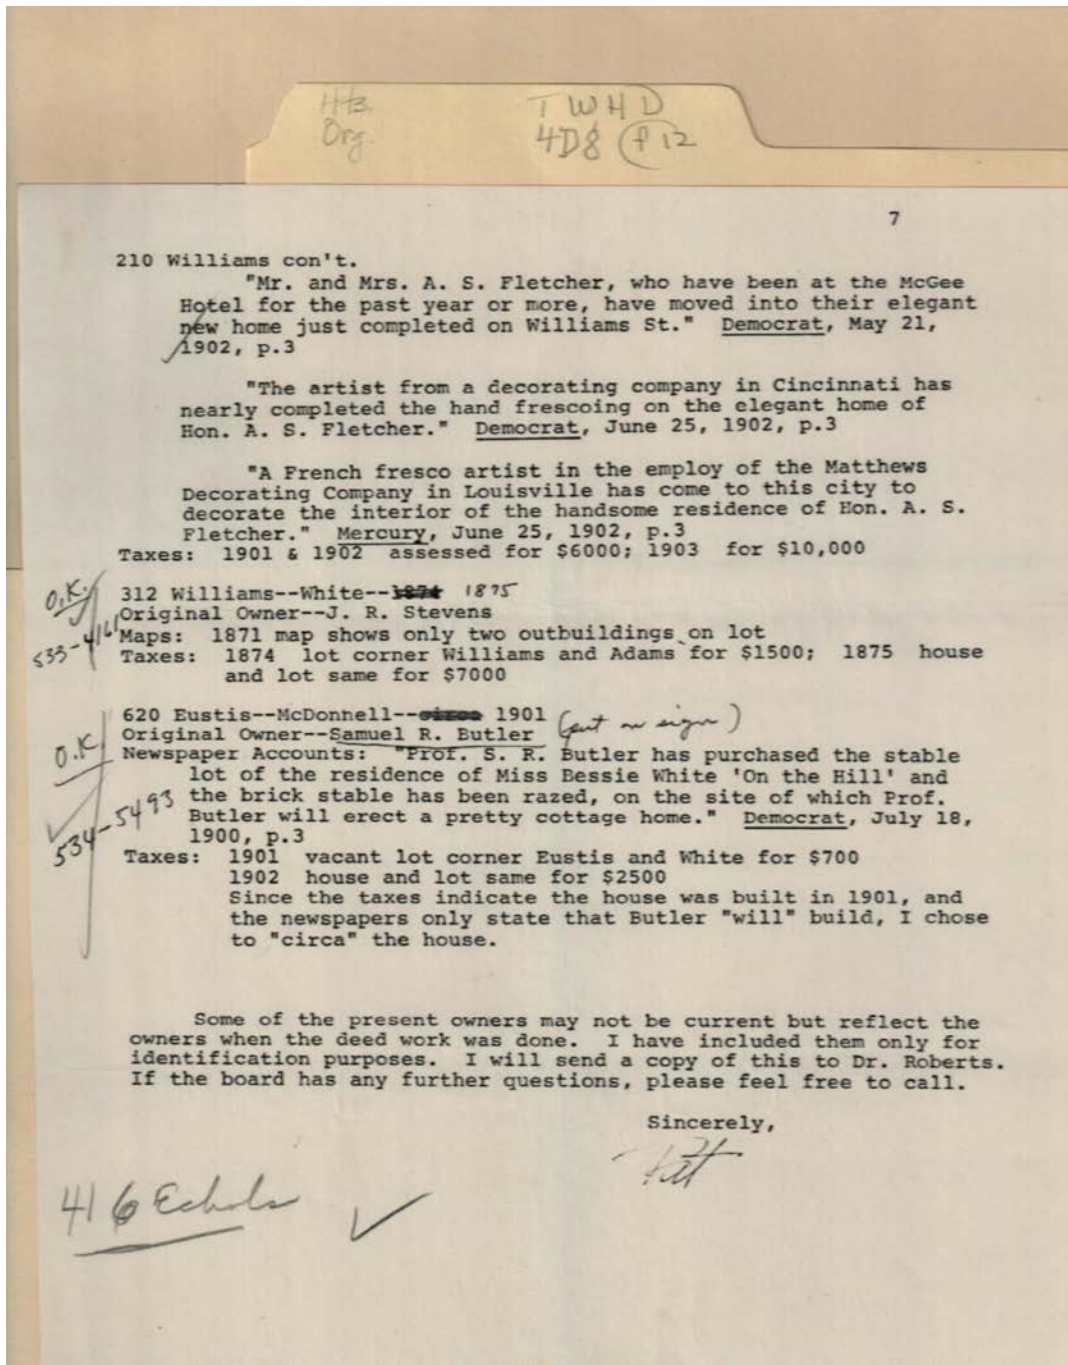 Hts.
Org.
TWHD
4D8 (P 12
7
210 Williams con't.
"Mr. and Mrs. A. S. Fletcher, who have been at the McGee
Hotel for the past year or more, have moved into their elegant
new home just completed on Williams St." Democrat, May 21,
1902, p.3
"The artist from a decorating company in Cincinnati has
nearly completed the hand frescoing on the elegant home of
Hon. A. S. Fletcher." Democrat, June 25, 1902, p.3
"A French fresco artist in the employ of the Matthews
Decorating Company in Louisville has come to this city to
decorate the interior of the handsome residence of Hon. A. S.
Fletcher." Mercury, June 25, 1902, p.3
Taxes: 1901 & 1902 assessed for $6000; 1903 for $10,000
O.K.
533-4161
312 Williams--White--1874 1875
Original Owner--J. R. Stevens
Maps: 1871 map shows only two outbuildings on lot
Taxes: 1874 lot corner Williams and Adams for $1500; 1875 house
and lot same for $7000
O.K.
534-5493
620 Eustis--McDonnell--circa 1901 (put on sign)
Original Owner--Samuel R. Butler
Newspaper Accounts: "Prof. S. R. Butler has purchased the stable
lot of the residence of Miss Bessie White 'On the Hill' and
the brick stable has been razed, on the site of which Prof.
Butler will erect a pretty cottage home." Democrat, July 18,
1900, p.3
Taxes: 1901 vacant lot corner Eustis and White for $700
1902 house and lot same for $2500
Since the taxes indicate the house was built in 1901, and
the newspapers only state that Butler "will" build, I chose
to "circa" the house.
Some of the present owners may not be current but reflect the
owners when the deed work was done. I have included them only for
identification purposes. I will send a copy of this to Dr. Roberts.
If the board has any further questions, please feel free to call.
Sincerely,
Pat
416 Echols